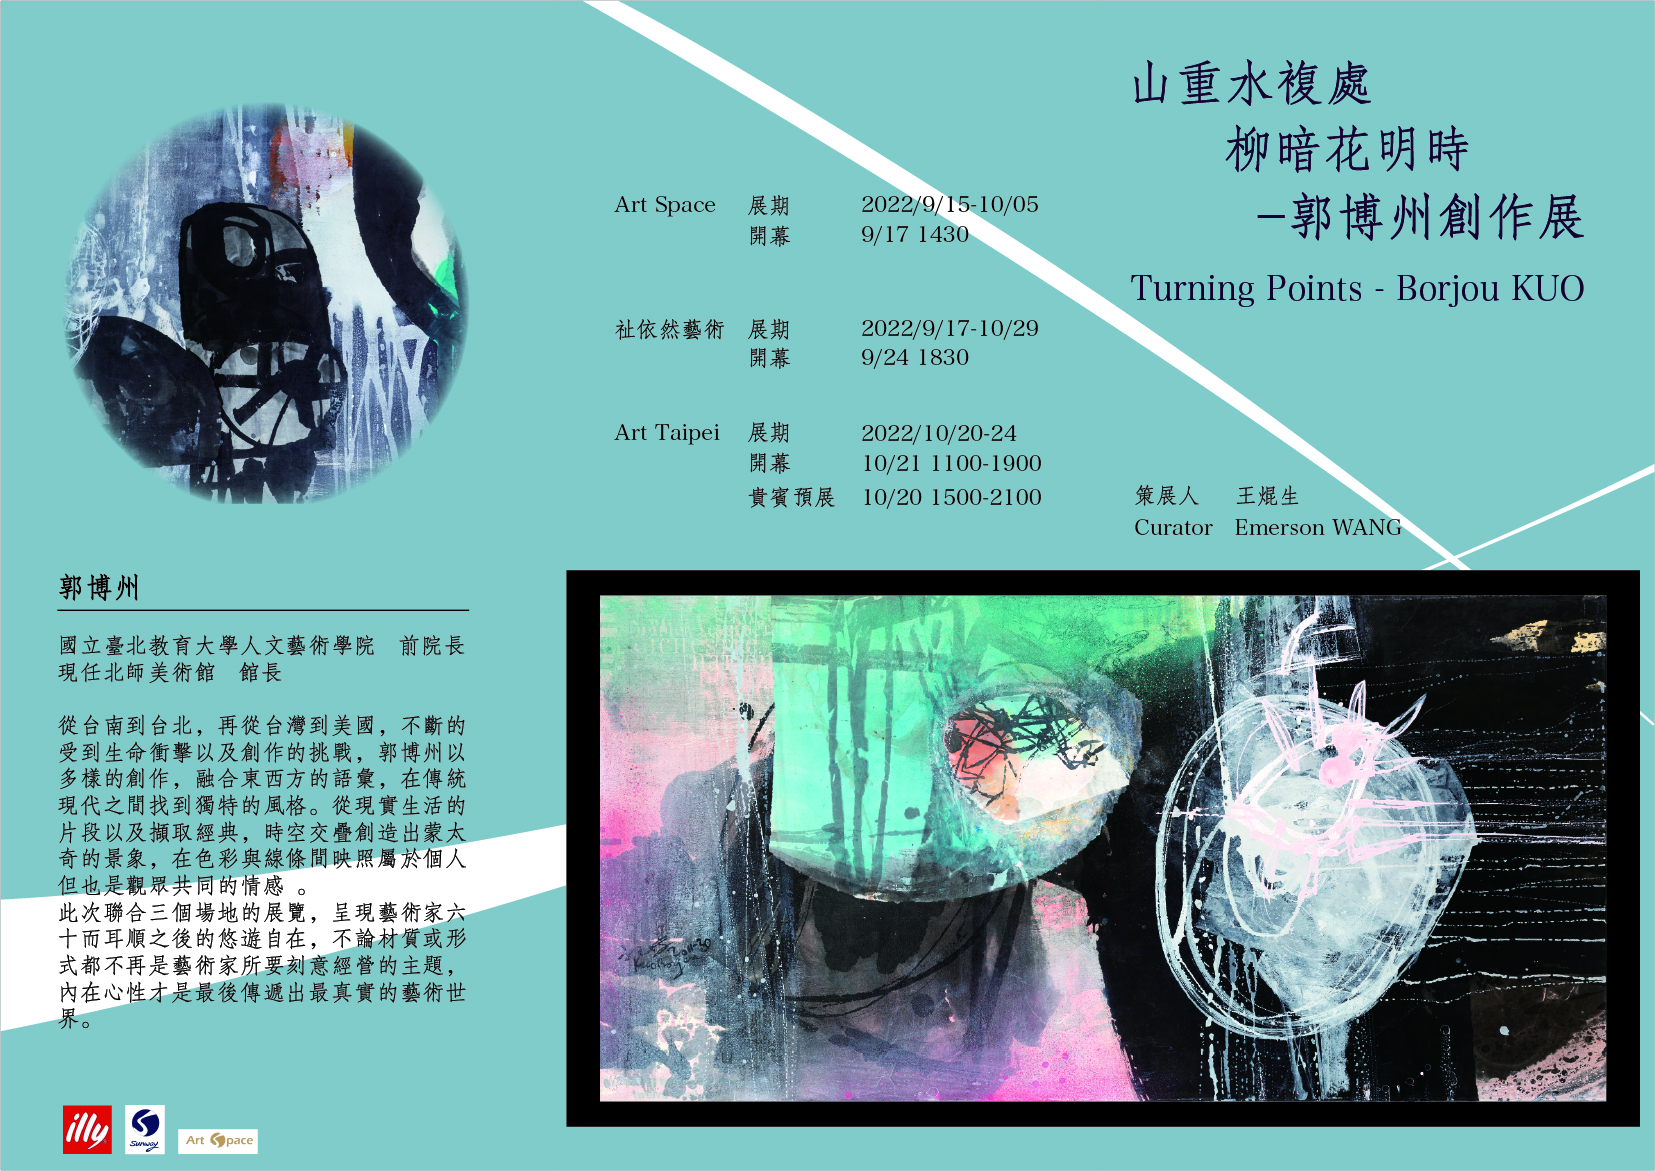 山重水複處
柳暗花明時
–郭博州創作展
Turning Points - Borjou KUO
Art Space 展期 2022/9/15-10/05
開幕 9/17 1430
祉依然藝術 展期 2022/9/17-10/29
開幕 9/24 1830
Art Taipei 展期 2022/10/20-24
開幕 10/21 1100-1900
貴賓預展 10/20 1500-2100
策展人 王焜生
Curator Emerson WANG
郭博州
國立臺北教育大學人文藝術學院 前院長
現任北師美術館 館長
從台南到台北，再從台灣到美國，不斷的
受到生命衝擊以及創作的挑戰，郭博州以
多樣的創作，融合東西方的語彙，在傳統
現代之間找到獨特的風格。從現實生活的
片段以及擷取經典，時空交疊創造出蒙太
奇的景象，在色彩與線條間映照屬於個人
但也是觀眾共同的情感 。
此次聯合三個場地的展覽，呈現藝術家六
十而耳順之後的悠遊自在，不論材質或形
式都不再是藝術家所要刻意經營的主題，
內在心性才是最後傳遞出最真實的藝術世
界。
illy
Sunway
Art Space